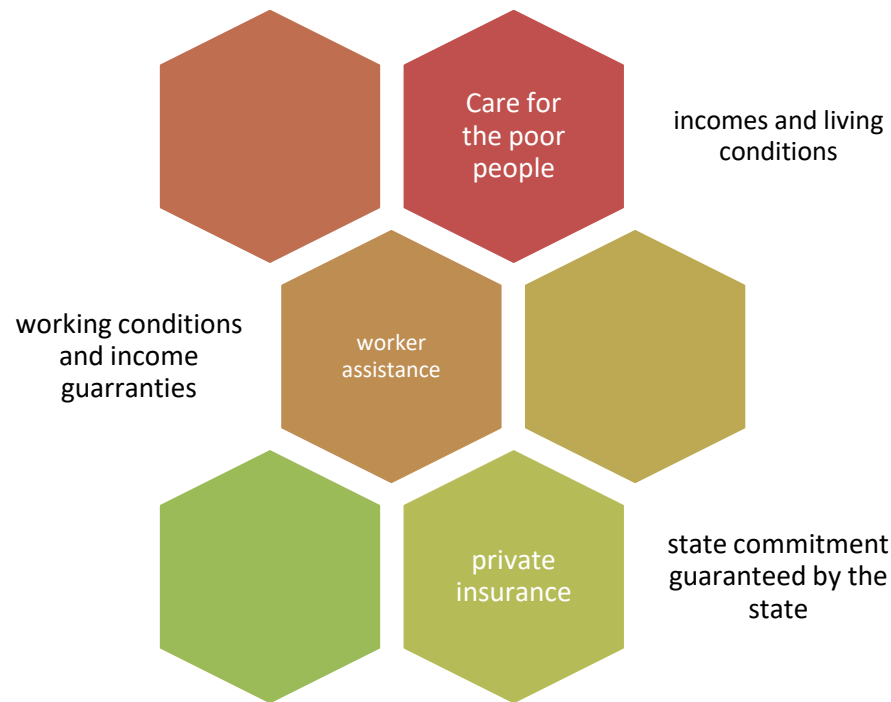 Care for
the poor
people
incomes and living
conditions
working conditions
and income
guarranties
worker
assistance
private
insurance
state commitment
guaranteed by the
state